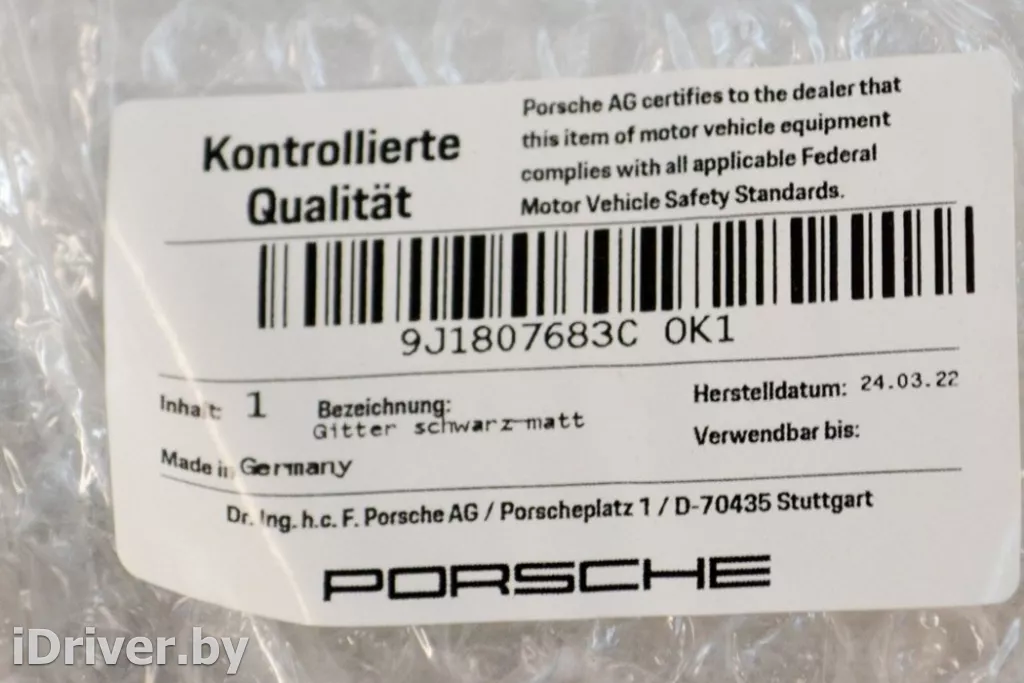 Kontrollierte
Qualität
Porsche AG certifies to the dealer that
this item of motor vehicle equipment
complies with all applicable Federal
Motor Vehicle Safety Standards.
9J1807683C OK1
Inhalt: 1
Bezeichnung:
Gitter schwarz-matt
Herstelldatum: 24.03.22
Verwendbar bis:
Made in Germany
Dr. Ing. h.c. F. Porsche AG / Porscheplatz 1 / D-70435 Stuttgart
PORSCHE
iDriver.by